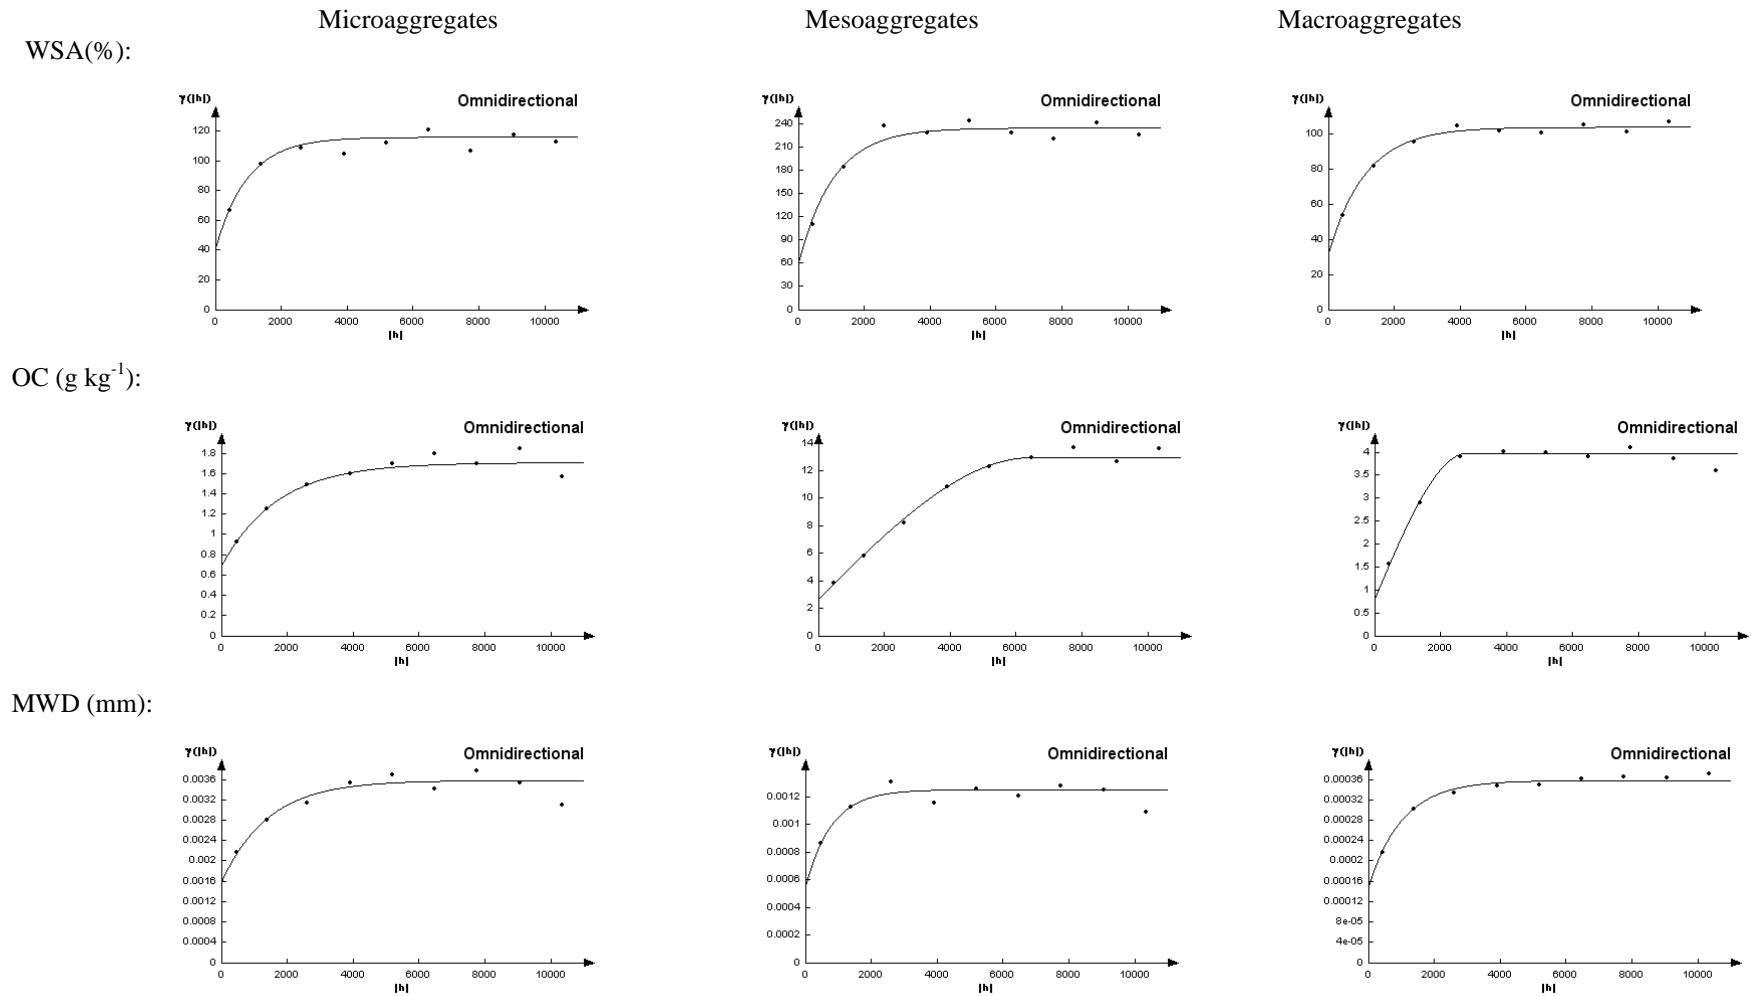 Microaggregates Mesoaggregates Macroaggregates
WSA(%):
γ(|h|) Omnidirectional
120
100
80
60
40
20
0
0 2000 4000 6000 8000 10000
|h|
γ(|h|) Omnidirectional
240
210
180
150
120
90
60
30
0
0 2000 4000 6000 8000 10000
|h|
γ(|h|) Omnidirectional
100
80
60
40
20
0
0 2000 4000 6000 8000 10000
|h|
OC (g kg-1):
γ(|h|) Omnidirectional
1.8
1.6
1.4
1.2
1
0.8
0.6
0.4
0.2
0
0 2000 4000 6000 8000 10000
|h|
γ(|h|) Omnidirectional
14
12
10
8
6
4
2
0
0 2000 4000 6000 8000 10000
|h|
γ(|h|) Omnidirectional
4
3.5
3
2.5
2
1.5
1
0.5
0
0 2000 4000 6000 8000 10000
|h|
MWD (mm):
γ(|h|) Omnidirectional
0.0036
0.0032
0.0028
0.0024
0.002
0.0016
0.0012
0.0008
0.0004
0
0 2000 4000 6000 8000 10000
|h|
γ(|h|) Omnidirectional
0.0012
0.001
0.0008
0.0006
0.0004
0.0002
0
0 2000 4000 6000 8000 10000
|h|
γ(|h|) Omnidirectional
0.00036
0.00032
0.00028
0.00024
0.0002
0.00016
0.00012
8e-05
4e-05
0
0 2000 4000 6000 8000 10000
|h|